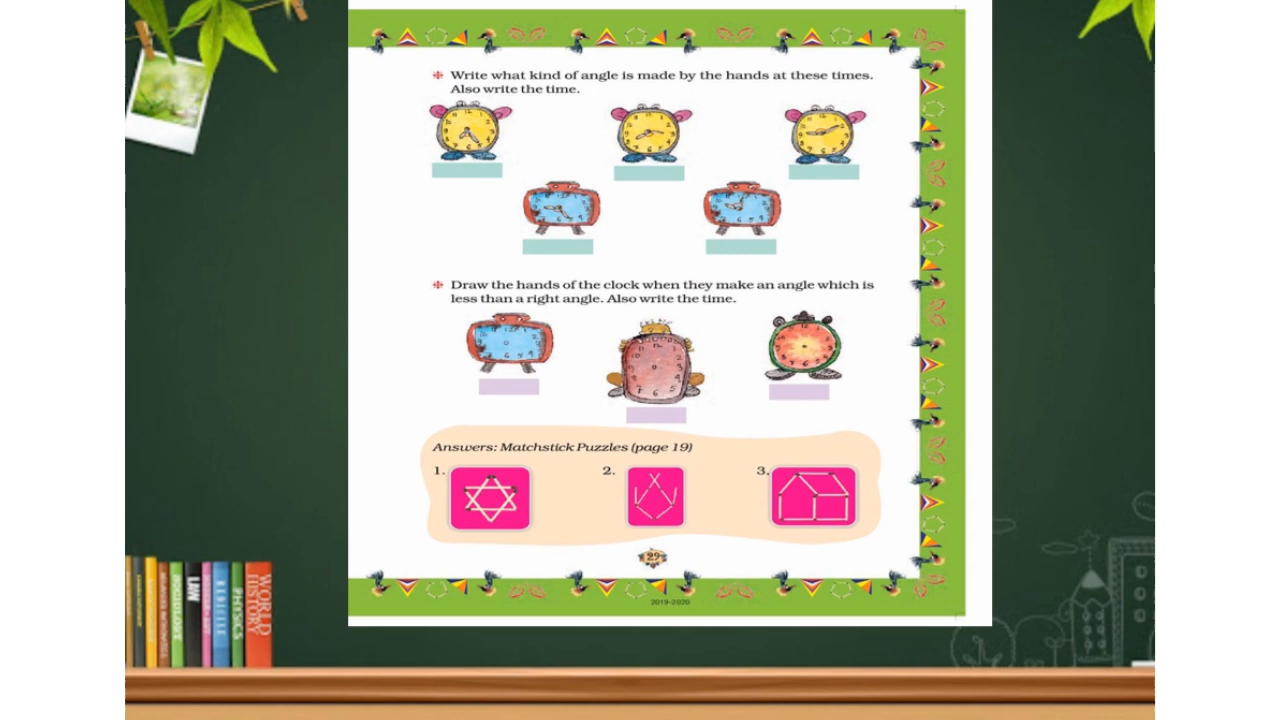 Write what kind of angle is made by the hands at these times.
Also write the time.
Draw the hands of the clock when they make an angle which is
less than a right angle. Also write the time.
Answers: Matchstick Puzzles (page 19)
1.
2.
3.
29
2019-2020
LAW
PHYSICS
WORLD
HISTORY